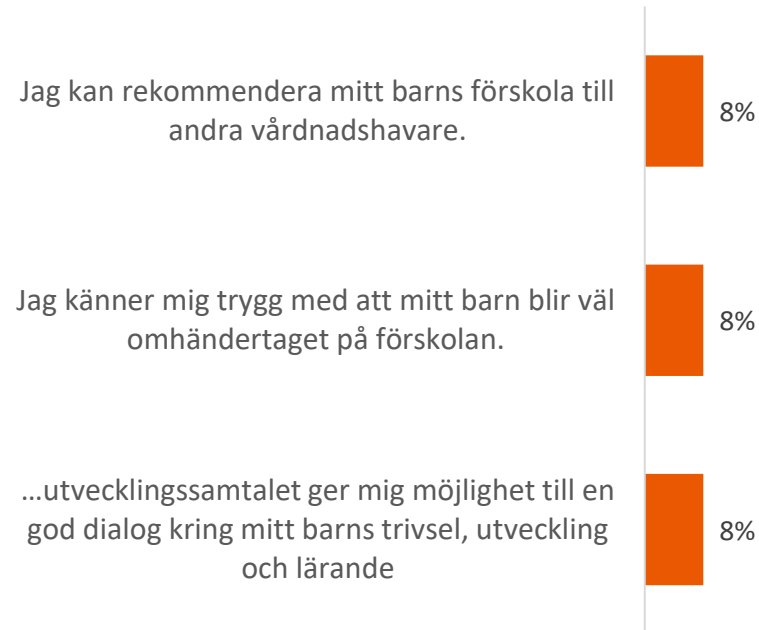 Jag kan rekommendera mitt barns förskola till
andra vårdnadshavare.
8%
Jag känner mig trygg med att mitt barn blir väl
omhändertaget på förskolan.
8%
…utvecklingssamtalet ger mig möjlighet till en
god dialog kring mitt barns trivsel, utveckling
och lärande
8%